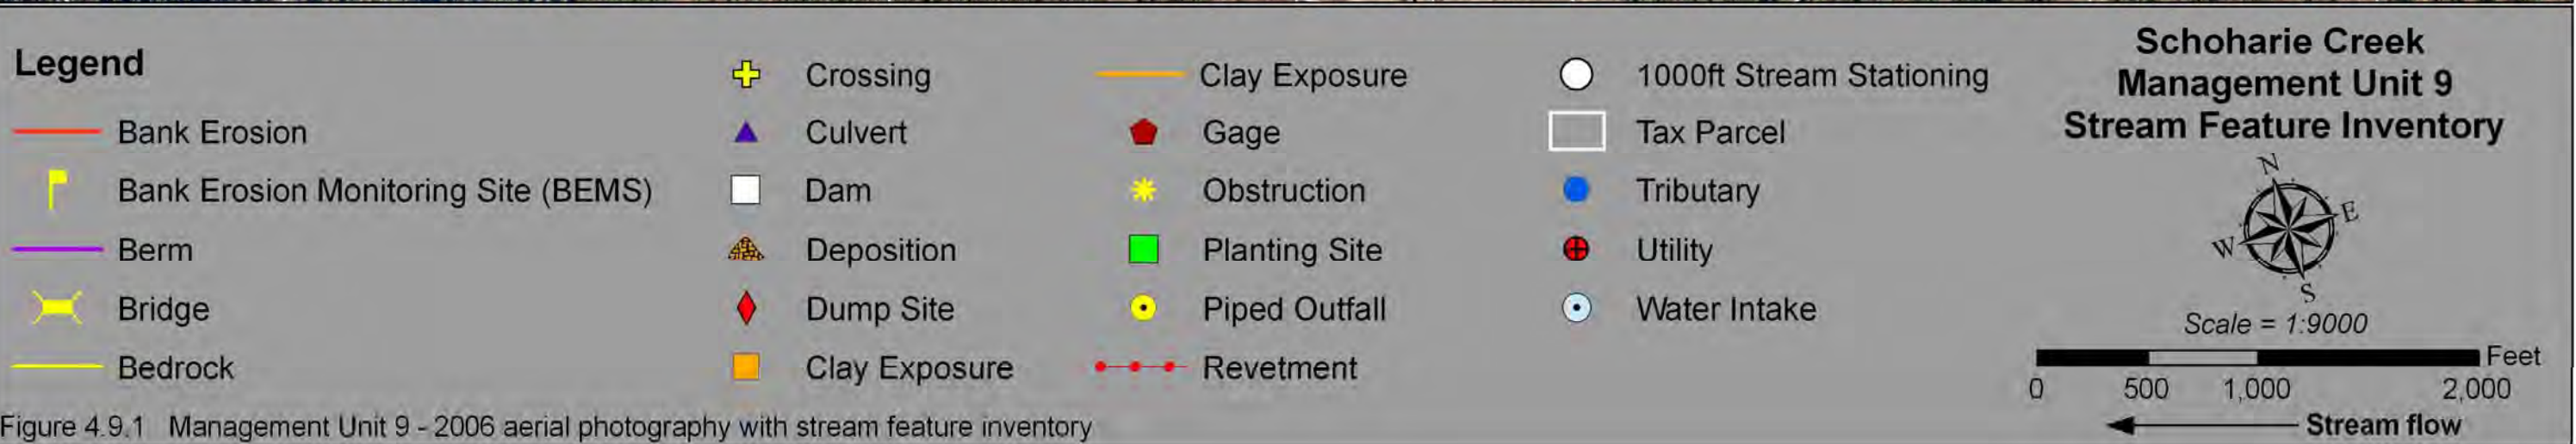 Legend
Bank Erosion
Bank Erosion Monitoring Site (BEMS)
Berm
Bridge
Bedrock
Crossing
Culvert
Dam
Deposition
Dump Site
Clay Exposure
Clay Exposure
Gage
Obstruction
Planting Site
Piped Outfall
Revetment
1000ft Stream Stationing
Tax Parcel
Tributary
Utility
Water Intake
Schoharie Creek
Management Unit 9
Stream Feature Inventory
N
E
W
S
Scale = 1:9000
Feet
0 500 1,000 2,000
Stream flow
Figure 4.9.1 Management Unit 9 - 2006 aerial photography with stream feature inventory